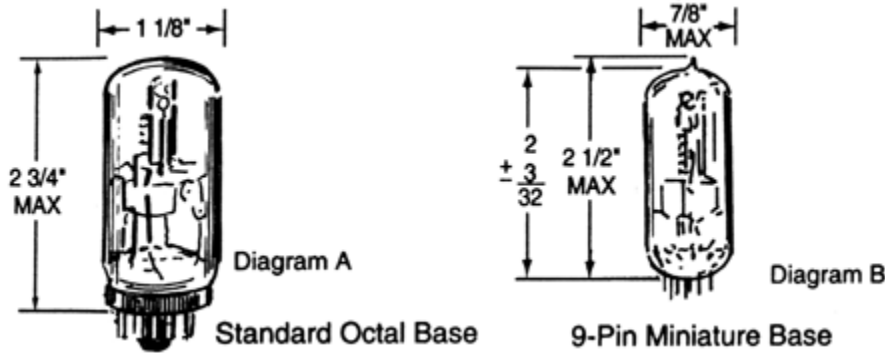 1 1/8"
2 3/4"
MAX
Diagram A
Standard Octal Base
7/8"
MAX
2
± 3
32
2 1/2"
MAX
Diagram B
9-Pin Miniature Base